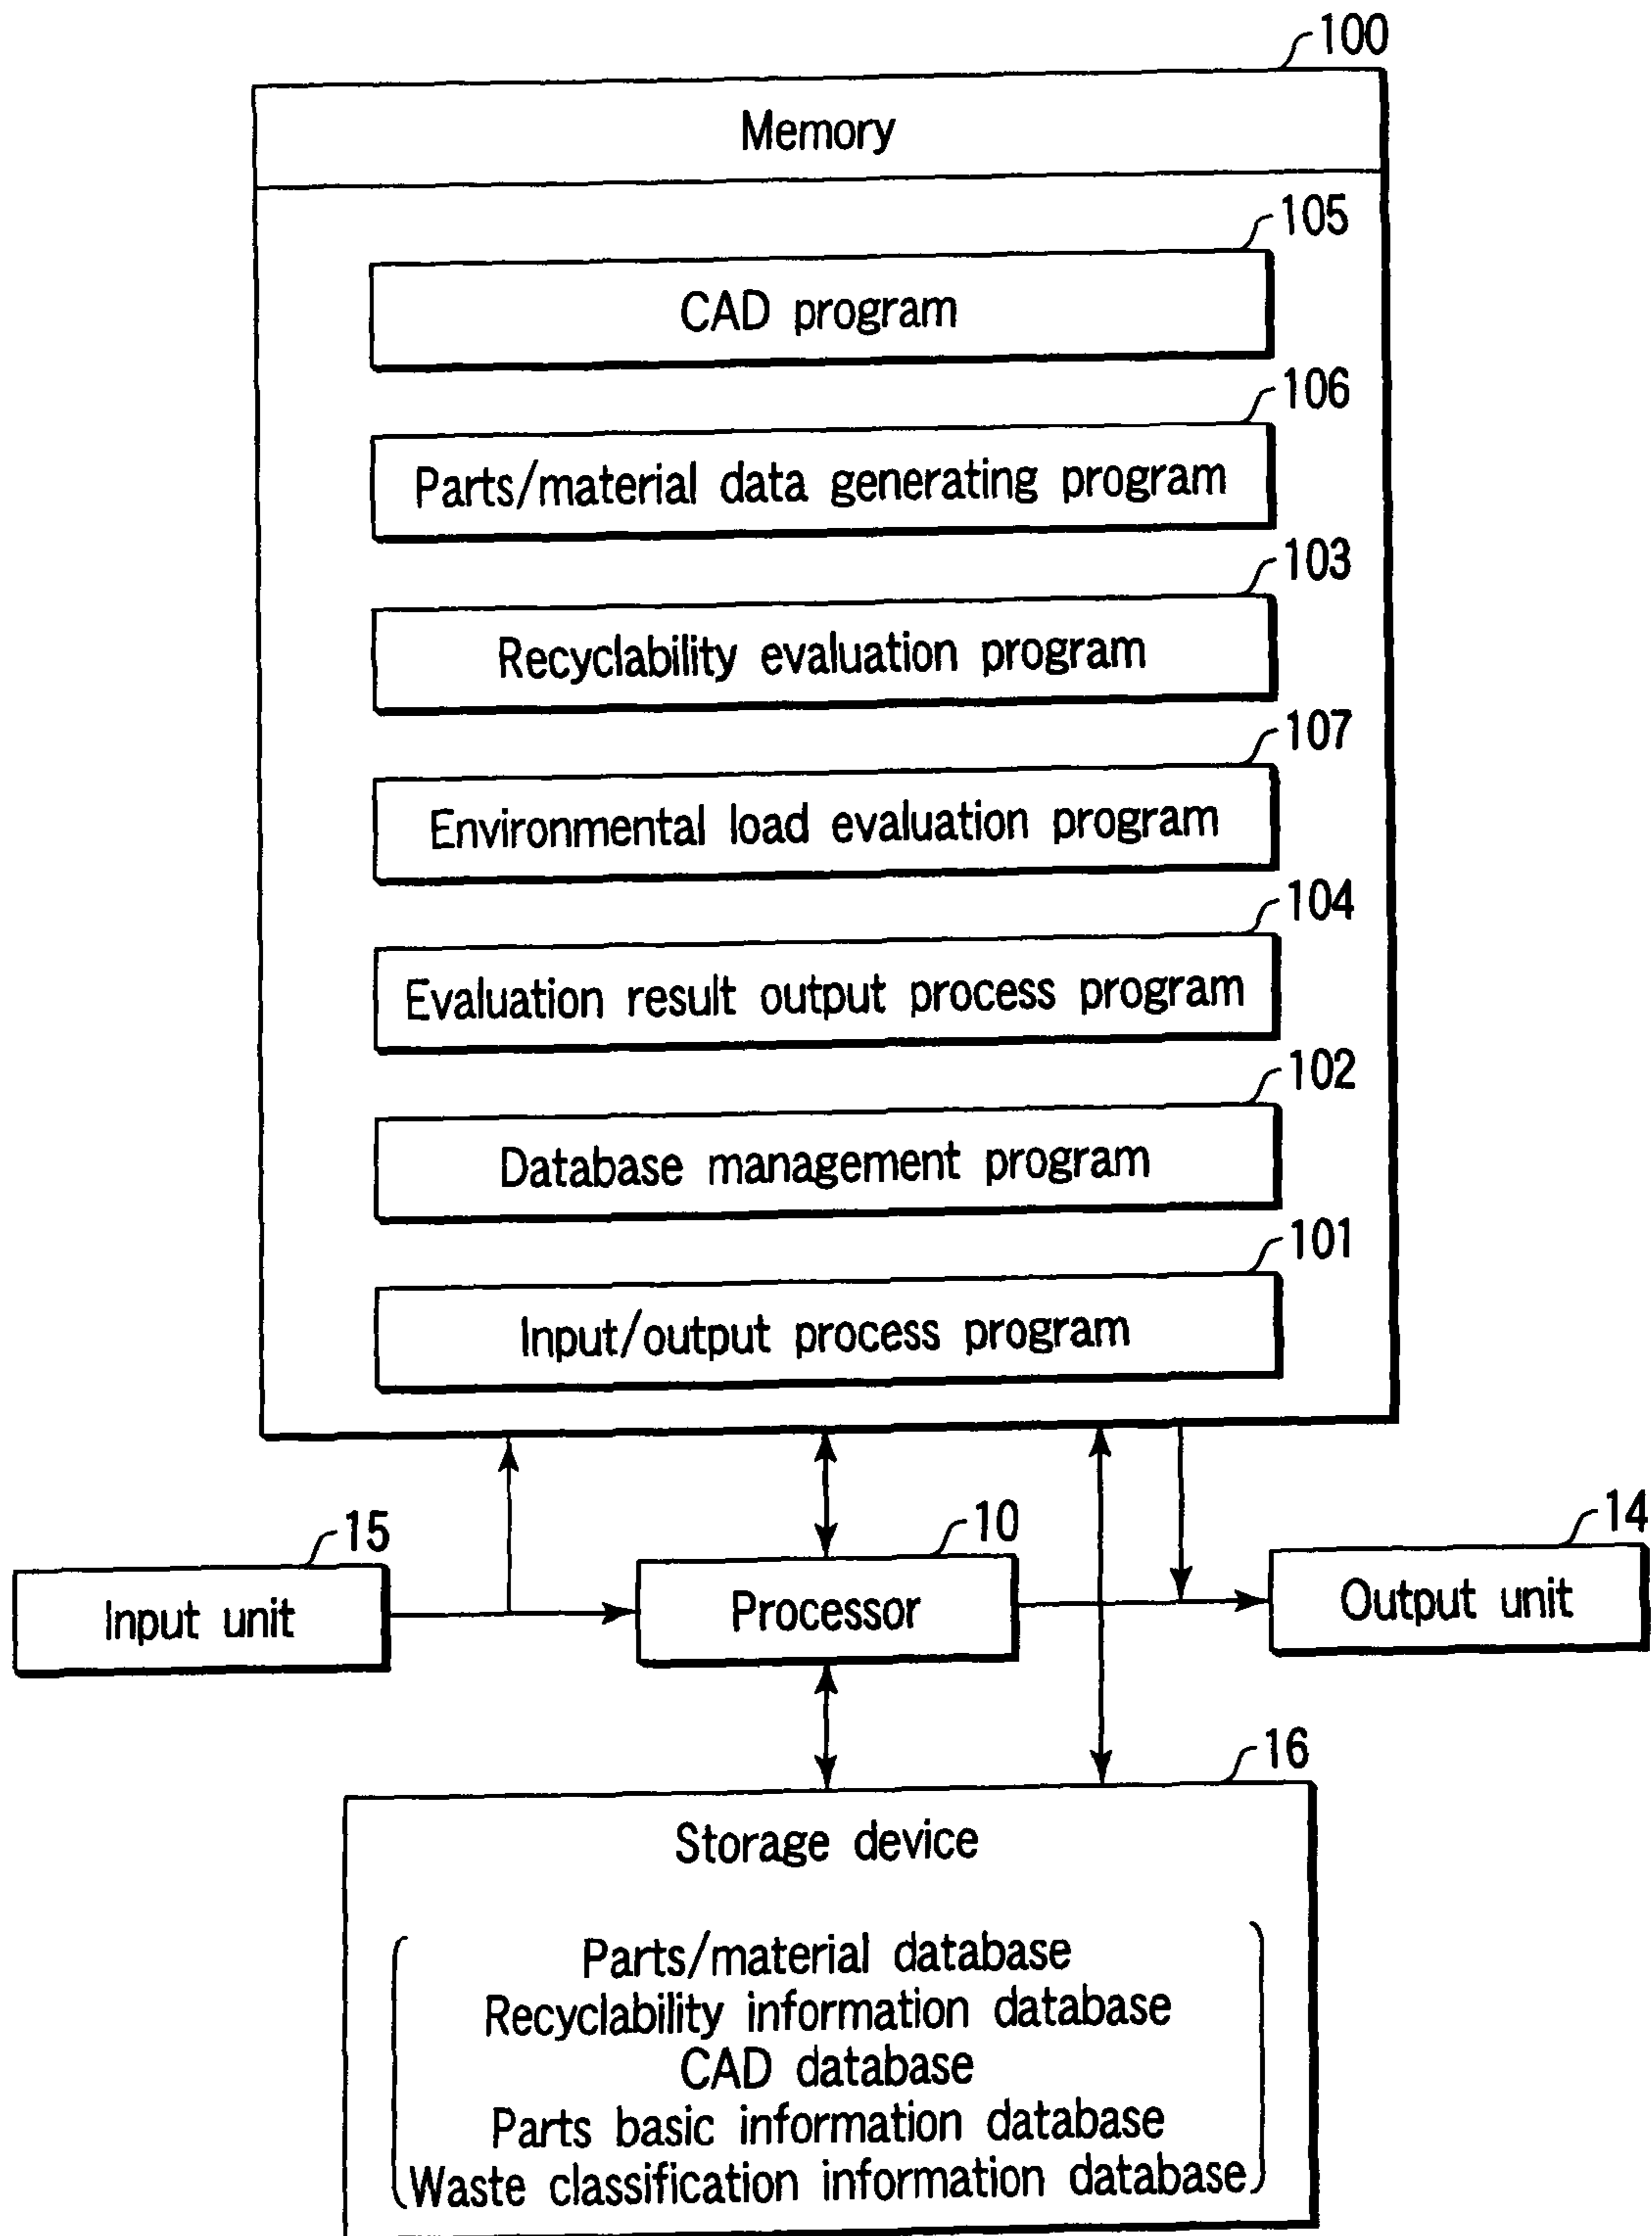 100
Memory
105
CAD program
106
Parts/material data generating program
103
Recyclability evaluation program
107
Environmental load evaluation program
104
Evaluation result output process program
102
Database management program
101
Input/output process program
15
Input unit
10
Processor
14
Output unit
16
Storage device
Parts/material database
Recyclability information database
CAD database
Parts basic information database
Waste classification information database